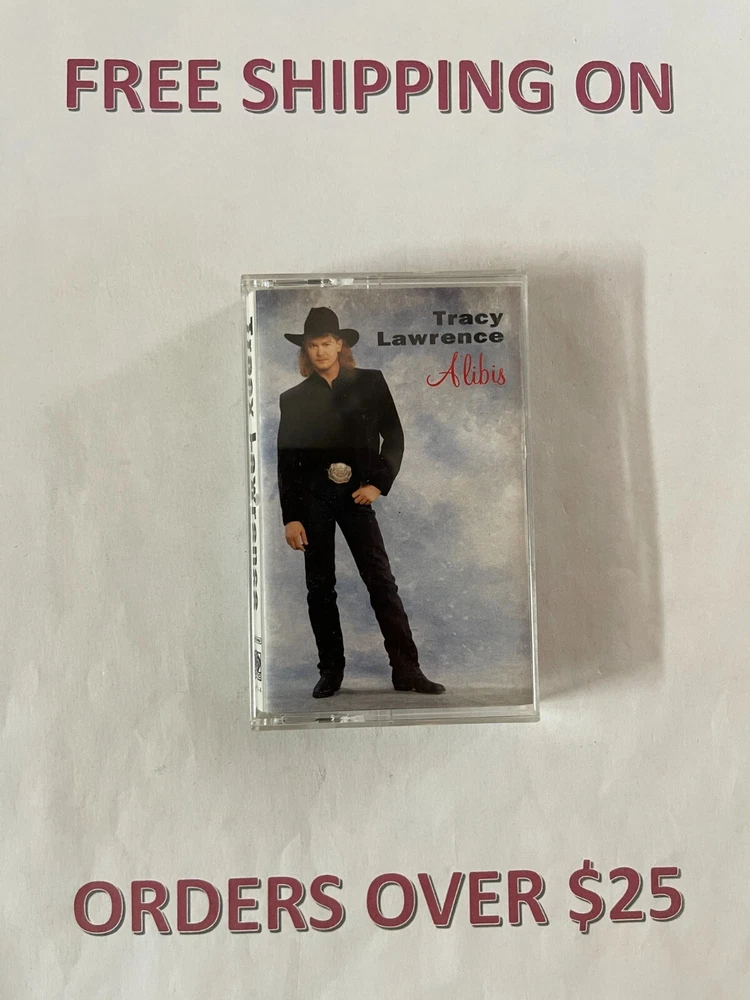 FREE SHIPPING ON
Tracy
Lawrence
Alibis
Tracy Lawrence
ORDERS OVER $25